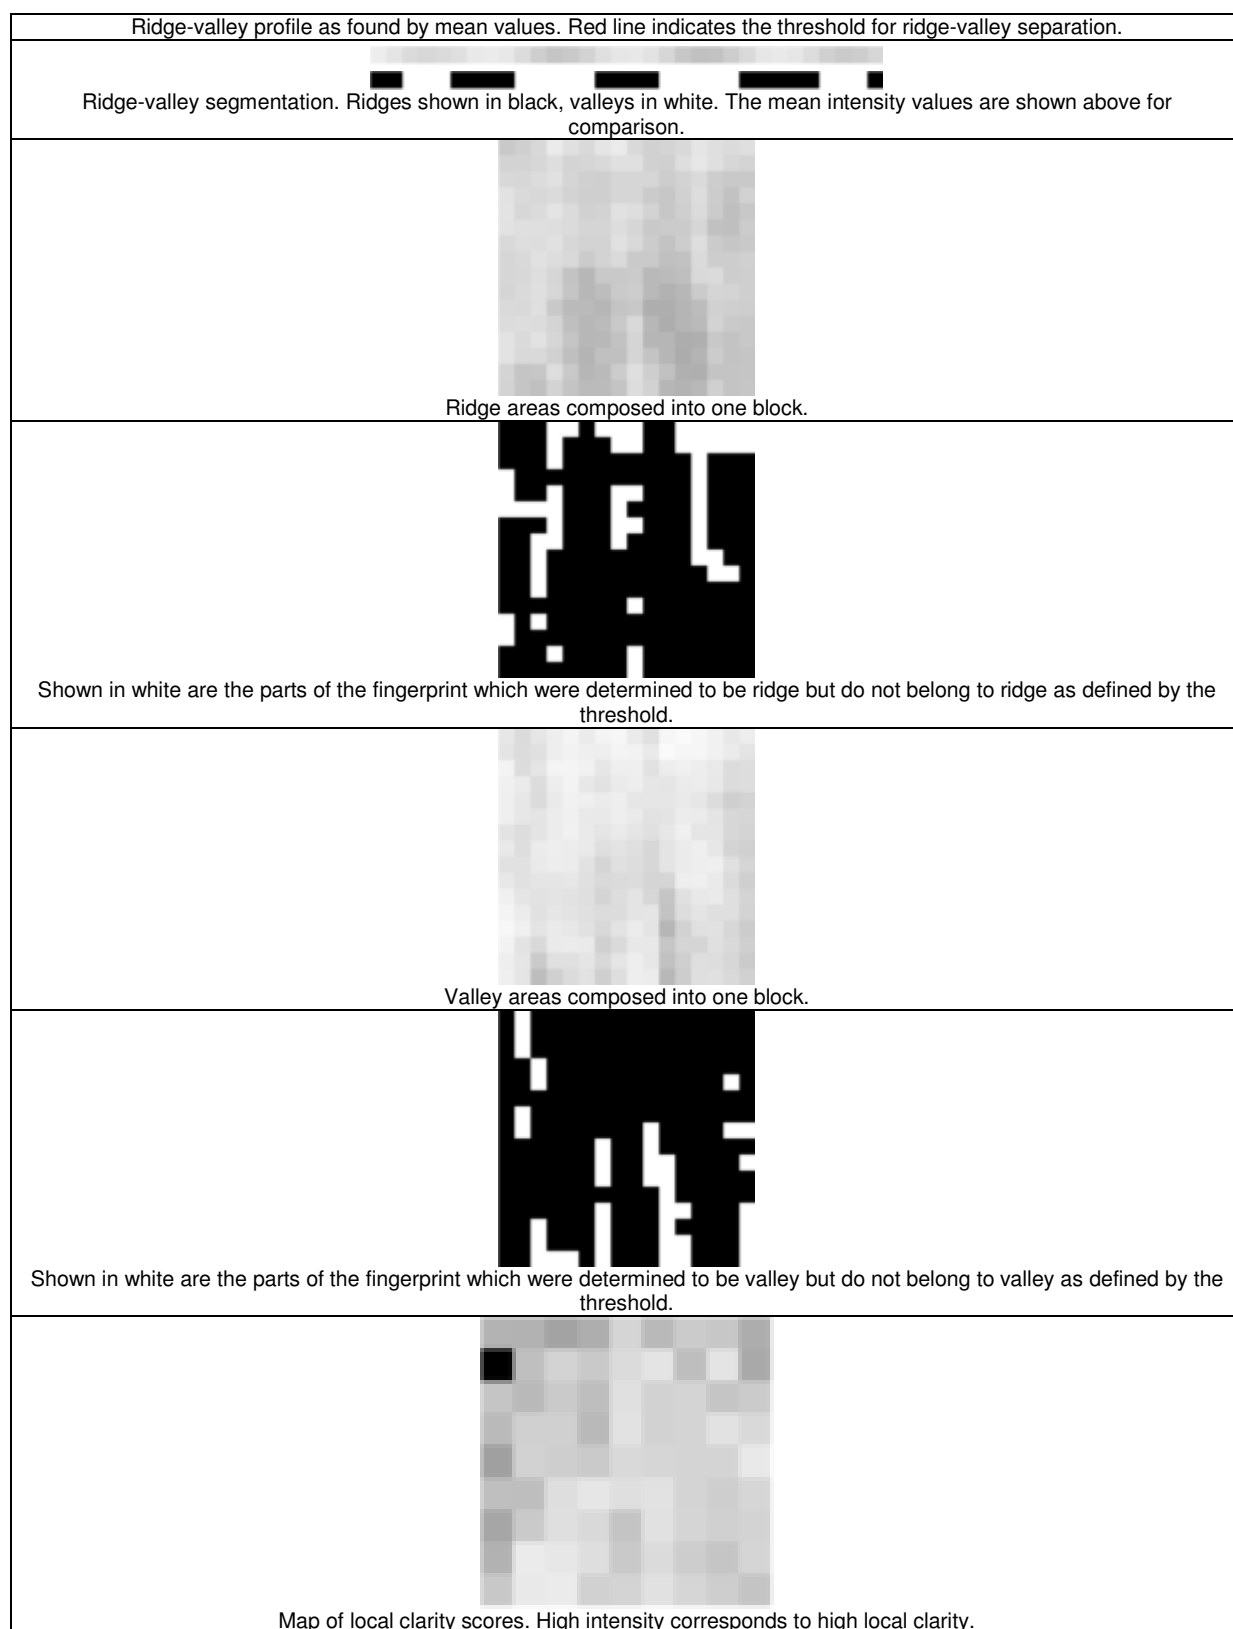 Ridge-valley profile as found by mean values. Red line indicates the threshold for ridge-valley separation.
Ridge-valley segmentation. Ridges shown in black, valleys in white. The mean intensity values are shown above for
comparison.
Ridge areas composed into one block.
Shown in white are the parts of the fingerprint which were determined to be ridge but do not belong to ridge as defined by the
threshold.
Valley areas composed into one block.
Shown in white are the parts of the fingerprint which were determined to be valley but do not belong to valley as defined by the
threshold.
Map of local clarity scores. High intensity corresponds to high local clarity.